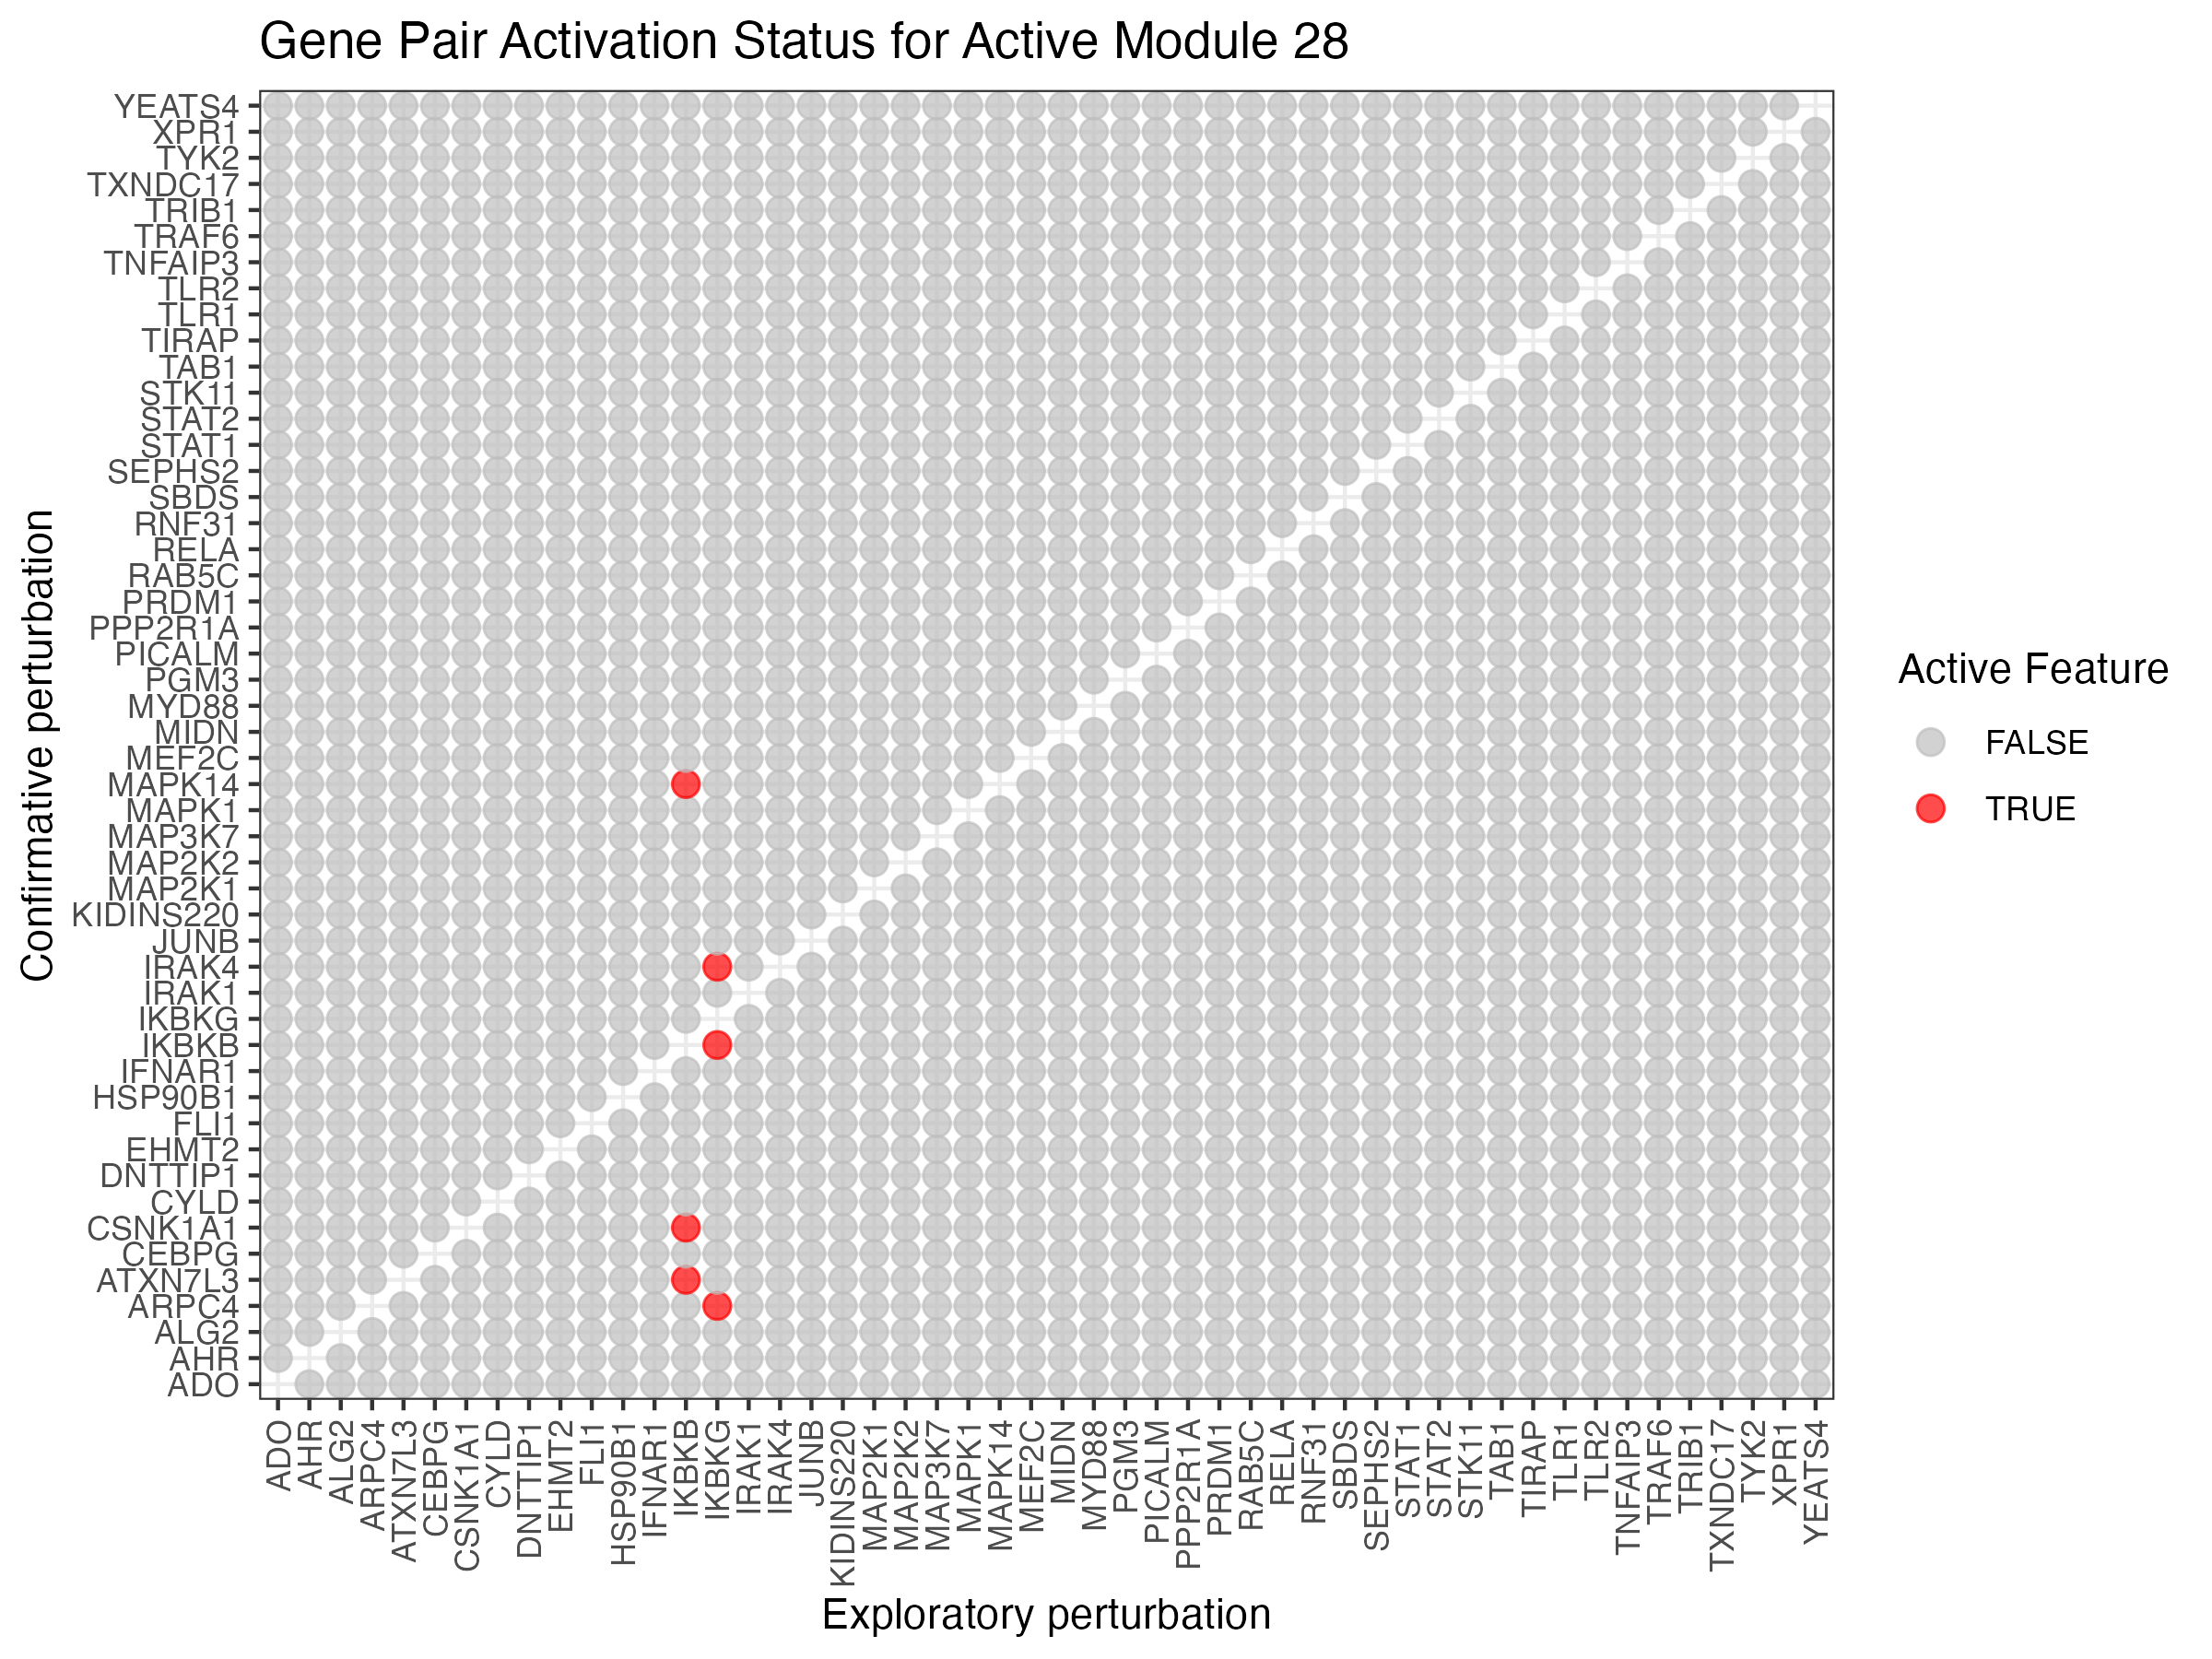 Gene Pair Activation Status for Active Module 28
Confirmative perturbation
YEATS4
XPR1
TYK2
TXNDC17
TRIB1
TRAF6
TNFAIP3
TLR2
TLR1
TIRAP
TAB1
STK11
STAT2
STAT1
SEPHS2
SBDS
RNF31
RELA
RAB5C
PRDM1
PPP2R1A
PICALM
PGM3
MYD88
MIDN
MEF2C
MAPK14
MAPK1
MAP3K7
MAP2K2
MAP2K1
KIDINS220
JUNB
IRAK4
IRAK1
IKBKG
IKBKB
IFNAR1
HSP90B1
FLI1
EHMT2
DNTTIP1
CYLD
CSNK1A1
CEBPG
ATXN7L3
ARPC4
ALG2
AHR
ADO
ADO
AHR
ALG2
ARPC4
ATXN7L3
CEBPG
CSNK1A1
CYLD
DNTTIP1
EHMT2
FLI1
HSP90B1
IFNAR1
IKBKB
IKBKG
IRAK1
IRAK4
JUNB
KIDINS220
MAP2K1
MAP2K2
MAP3K7
MAPK1
MAPK14
MEF2C
MIDN
MYD88
PGM3
PICALM
PPP2R1A
PRDM1
RAB5C
RELA
RNF31
SBDS
SEPHS2
STAT1
STAT2
STK11
TAB1
TIRAP
TLR1
TLR2
TNFAIP3
TRAF6
TRIB1
TXNDC17
TYK2
XPR1
YEATS4
Exploratory perturbation
Active Feature
FALSE
TRUE